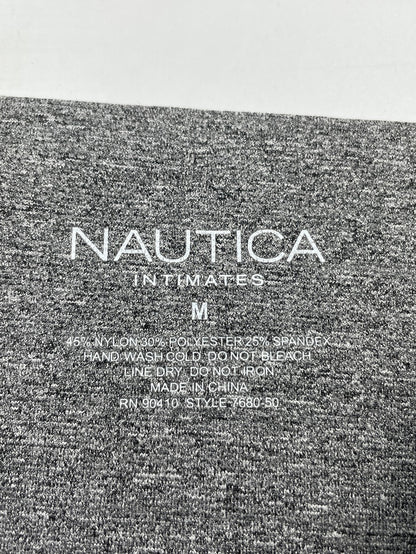 NAUTICA
INTIMATES
M
45% NYLON 30% POLYESTER 25% SPANDEX
HAND WASH COLD. DO NOT BLEACH.
LINE DRY. DO NOT IRON.
MADE IN CHINA
RN 90410 STYLE-7680-50